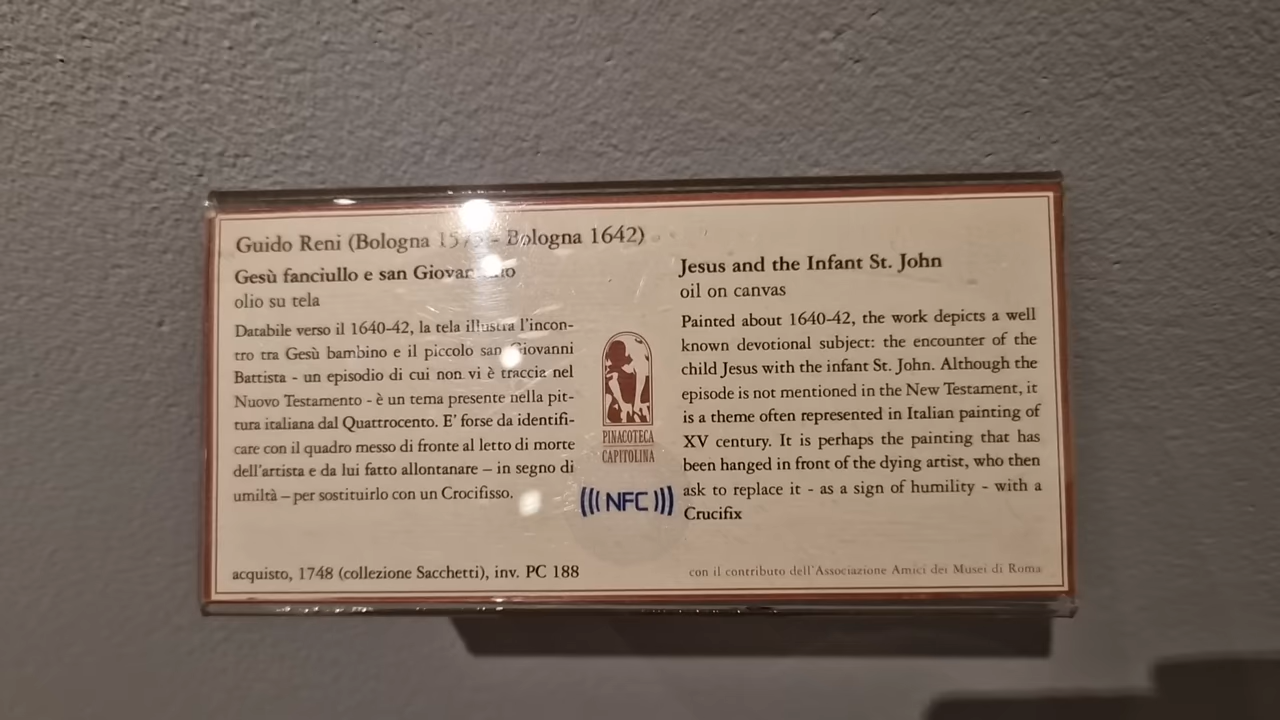 Guido Reni (Bologna - Bologna 1642)
Gesù fanciullo e san
olio su tela
Databile verso il 1640-42, la tela illustra l'incon-
tro tra Gesù bambino e il piccolo san Giovanni
Battista - un episodio di cui non vi è traccia nel
Nuovo Testamento - è un tema presente nella pit-
tura italiana dal Quattrocento. E' forse da identifi-
care con il quadro messo di fronte al letto di morte
dell'artista e da lui fatto allontanare – in segno di
umiltà – per sostituirlo con un Crocifisso.
acquisto, 1748 (collezione Sacchetti), inv. PC 188
PINACOTECA
CAPITOLINA
((( NFC )))
Jesus and the Infant St. John
oil on canvas
Painted about 1640-42, the work depicts a well
known devotional subject: the encounter of the
child Jesus with the infant St. John. Although the
episode is not mentioned in the New Testament, it
is a theme often represented in Italian painting of
XV century. It is perhaps the painting that has
been hanged in front of the dying artist, who then
ask to replace it - as a sign of humility - with a
Crucifix
con il contributo dell'Associazione Amici dei Musei di Roma